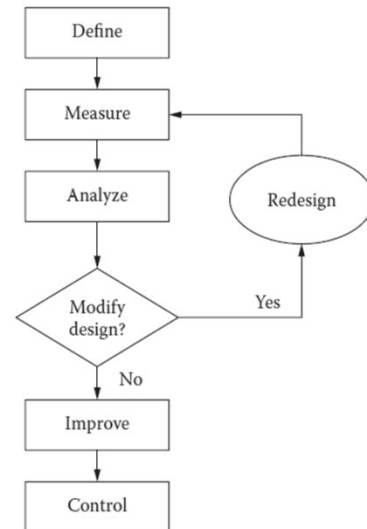 Define
Measure
Analyze
Redesign
Modify
design?
Yes
No
Improve
Control